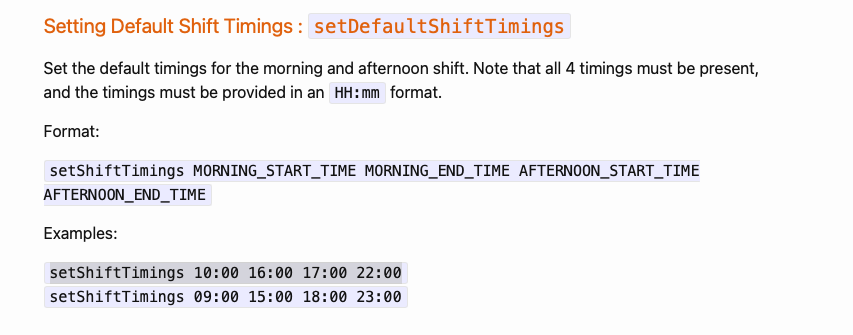 Setting Default Shift Timings : setDefaultShiftTimings
Set the default timings for the morning and afternoon shift. Note that all 4 timings must be present,
and the timings must be provided in an HH:mm format.
Format:
setShiftTimings MORNING_START_TIME MORNING_END_TIME AFTERNOON_START_TIME
AFTERNOON_END_TIME
Examples:
setShiftTimings 10:00 16:00 17:00 22:00
setShiftTimings 09:00 15:00 18:00 23:00